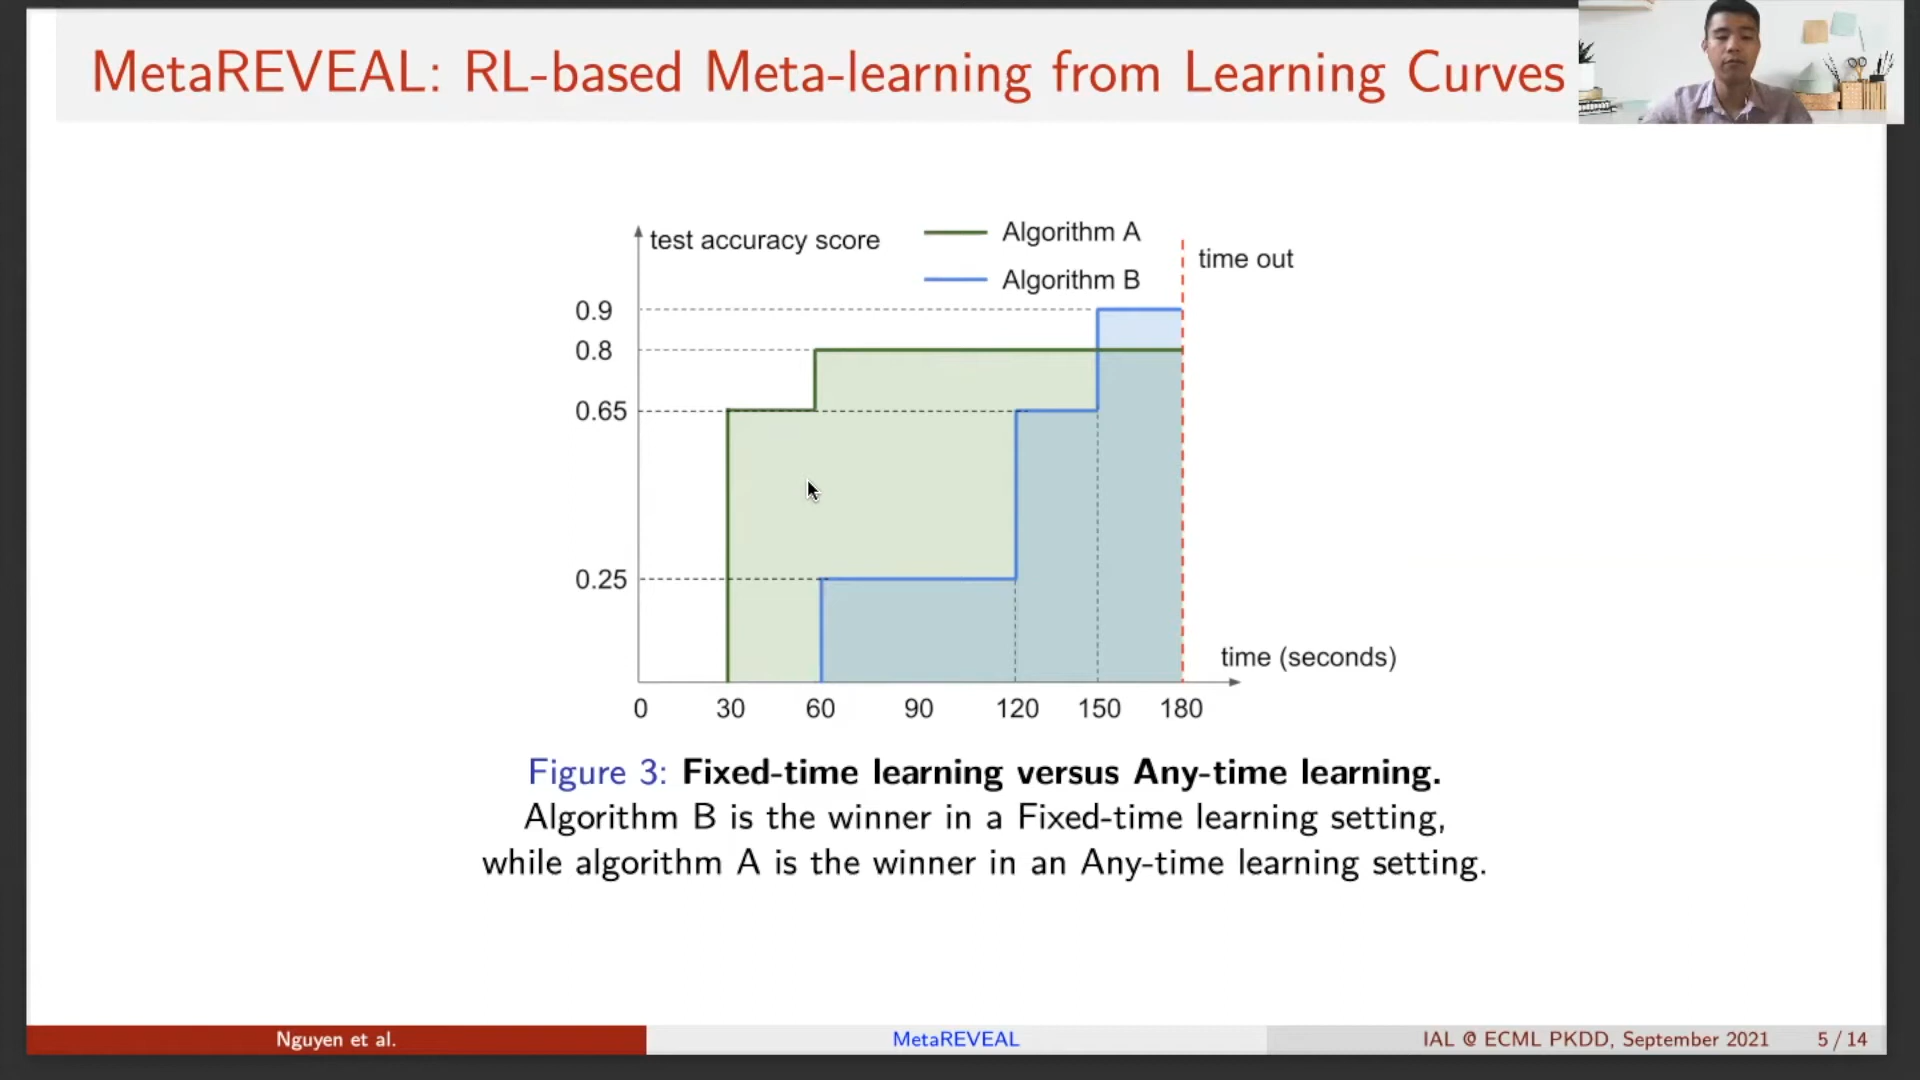 MetaREVEAL: RL-based Meta-learning from Learning Curves
test accuracy score
Algorithm A
Algorithm B
time out
0.9
0.8
0.65
0.25
time (seconds)
0 30 60 90 120 150 180
Figure 3: Fixed-time learning versus Any-time learning.
Algorithm B is the winner in a Fixed-time learning setting,
while algorithm A is the winner in an Any-time learning setting.
Nguyen et al. MetaREVEAL IAL @ ECML PKDD, September 2021 5 / 14